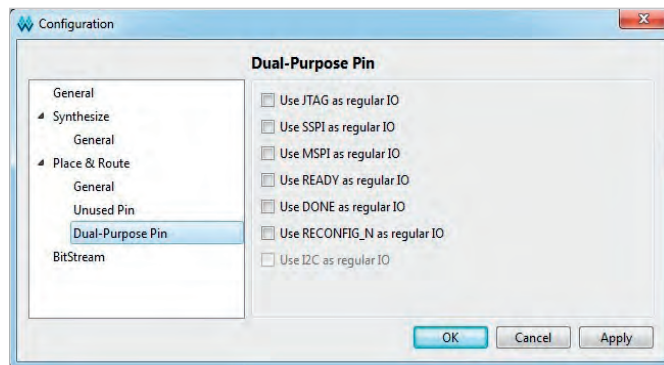 Configuration
Dual-Purpose Pin
General
Synthesize
General
Place & Route
General
Unused Pin
Dual-Purpose Pin
BitStream
Use JTAG as regular IO
Use SSPI as regular IO
Use MSPI as regular IO
Use READY as regular IO
Use DONE as regular IO
Use RECONFIG_N as regular IO
Use I2C as regular IO
OK
Cancel
Apply